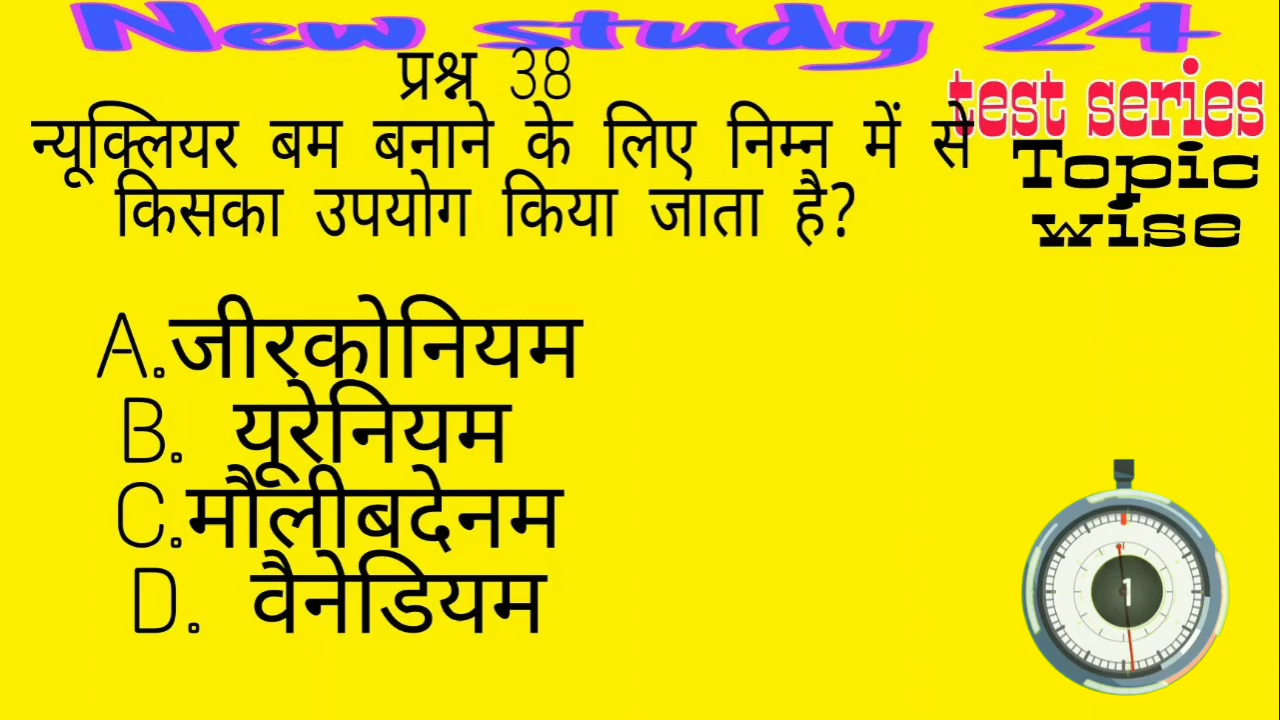 New study 24
प्रश्न 38
test series
Topic
wise
न्यूक्लियर बम बनाने के लिए निम्न में से
किसका उपयोग किया जाता है?
A.जीरकोनियम
B. यूरेनियम
C.मौलीबदेनम
D. वैनेडियम
1